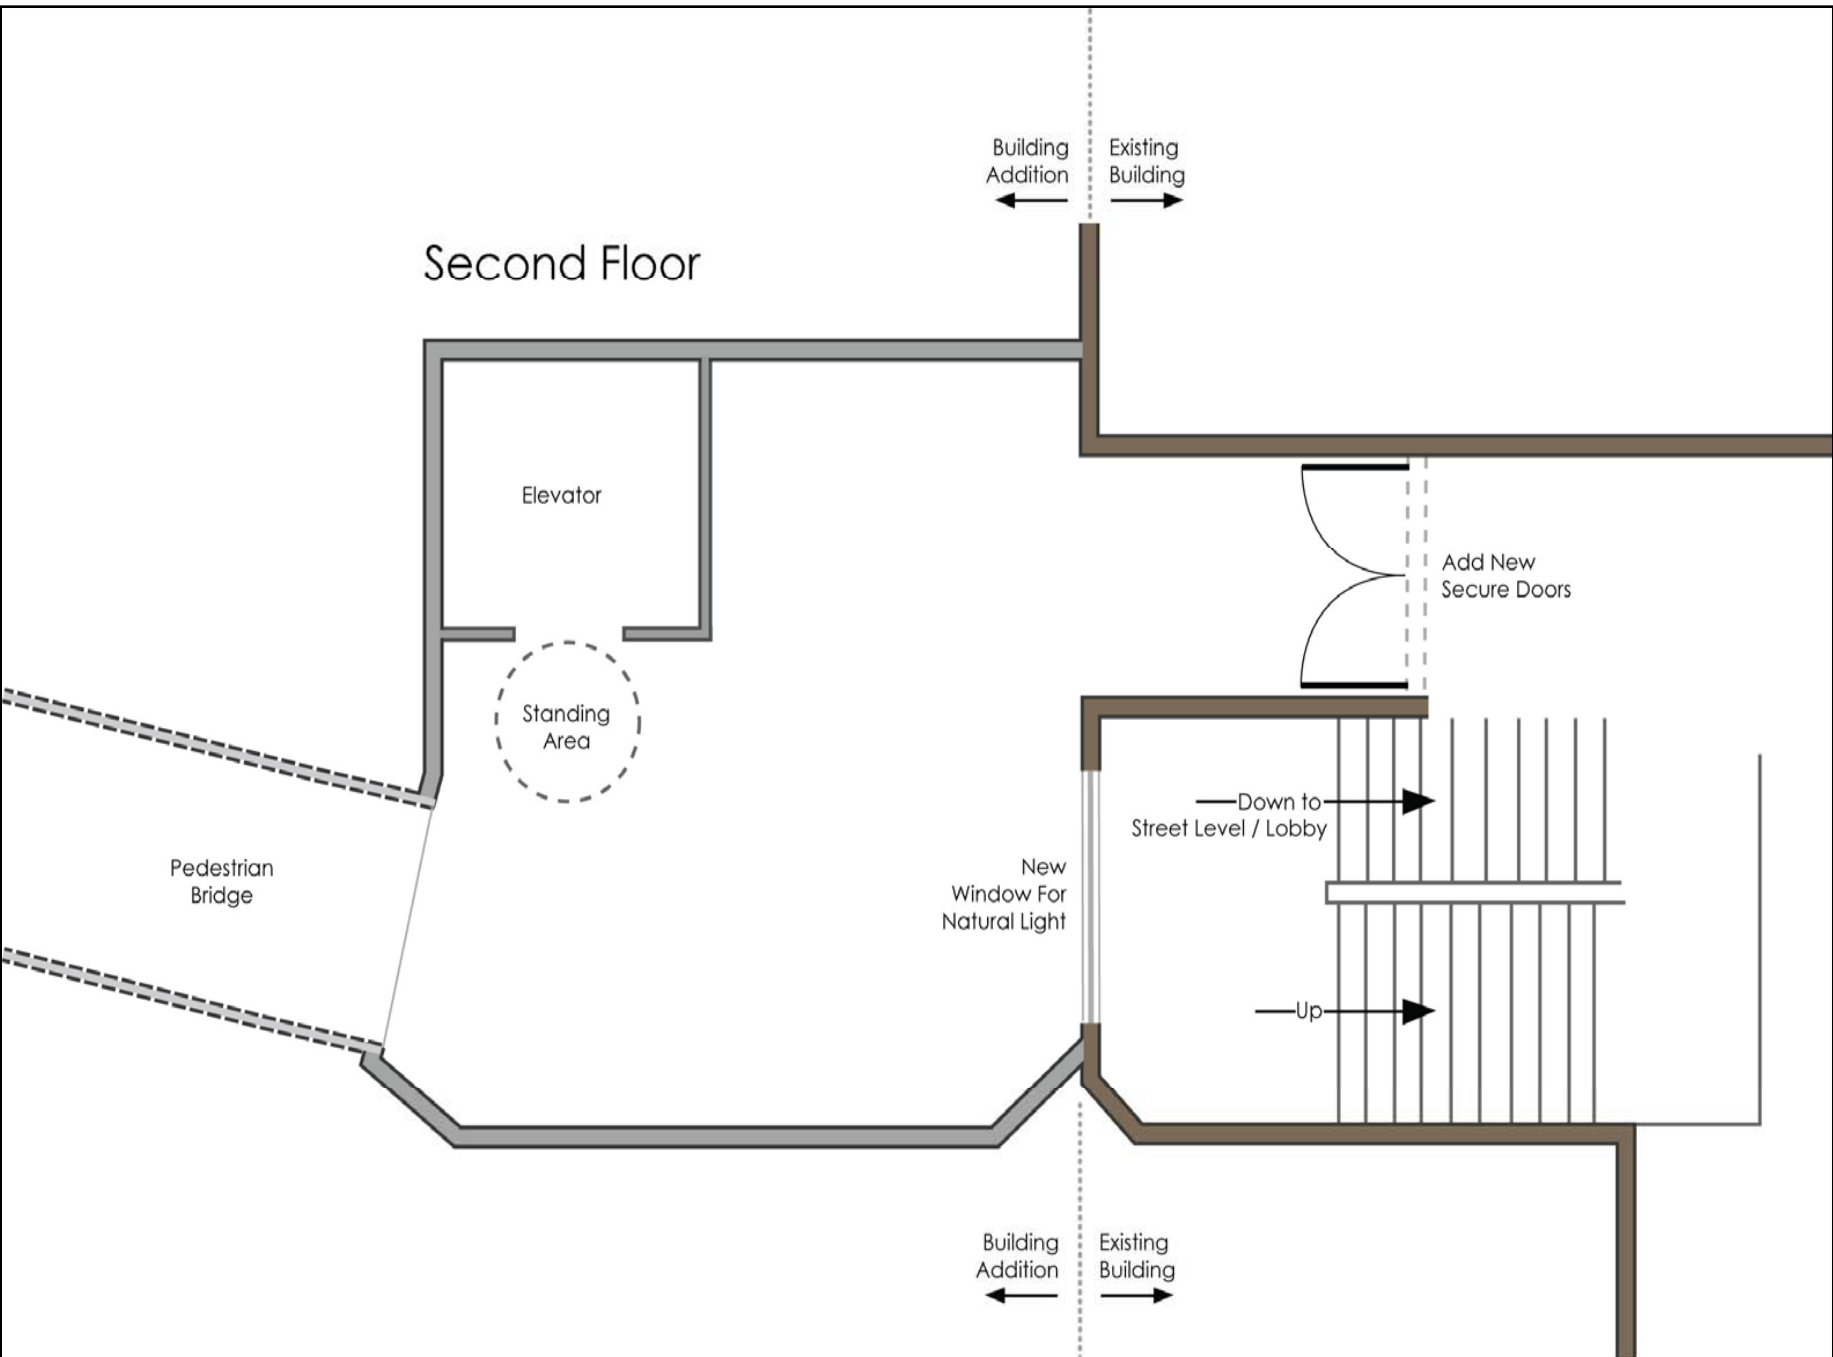 Building
Addition
Existing
Building
Second Floor
Elevator
Add New
Secure Doors
Standing
Area
Down to
Street Level / Lobby
Pedestrian
Bridge
New
Window For
Natural Light
Up
Building
Addition
Existing
Building